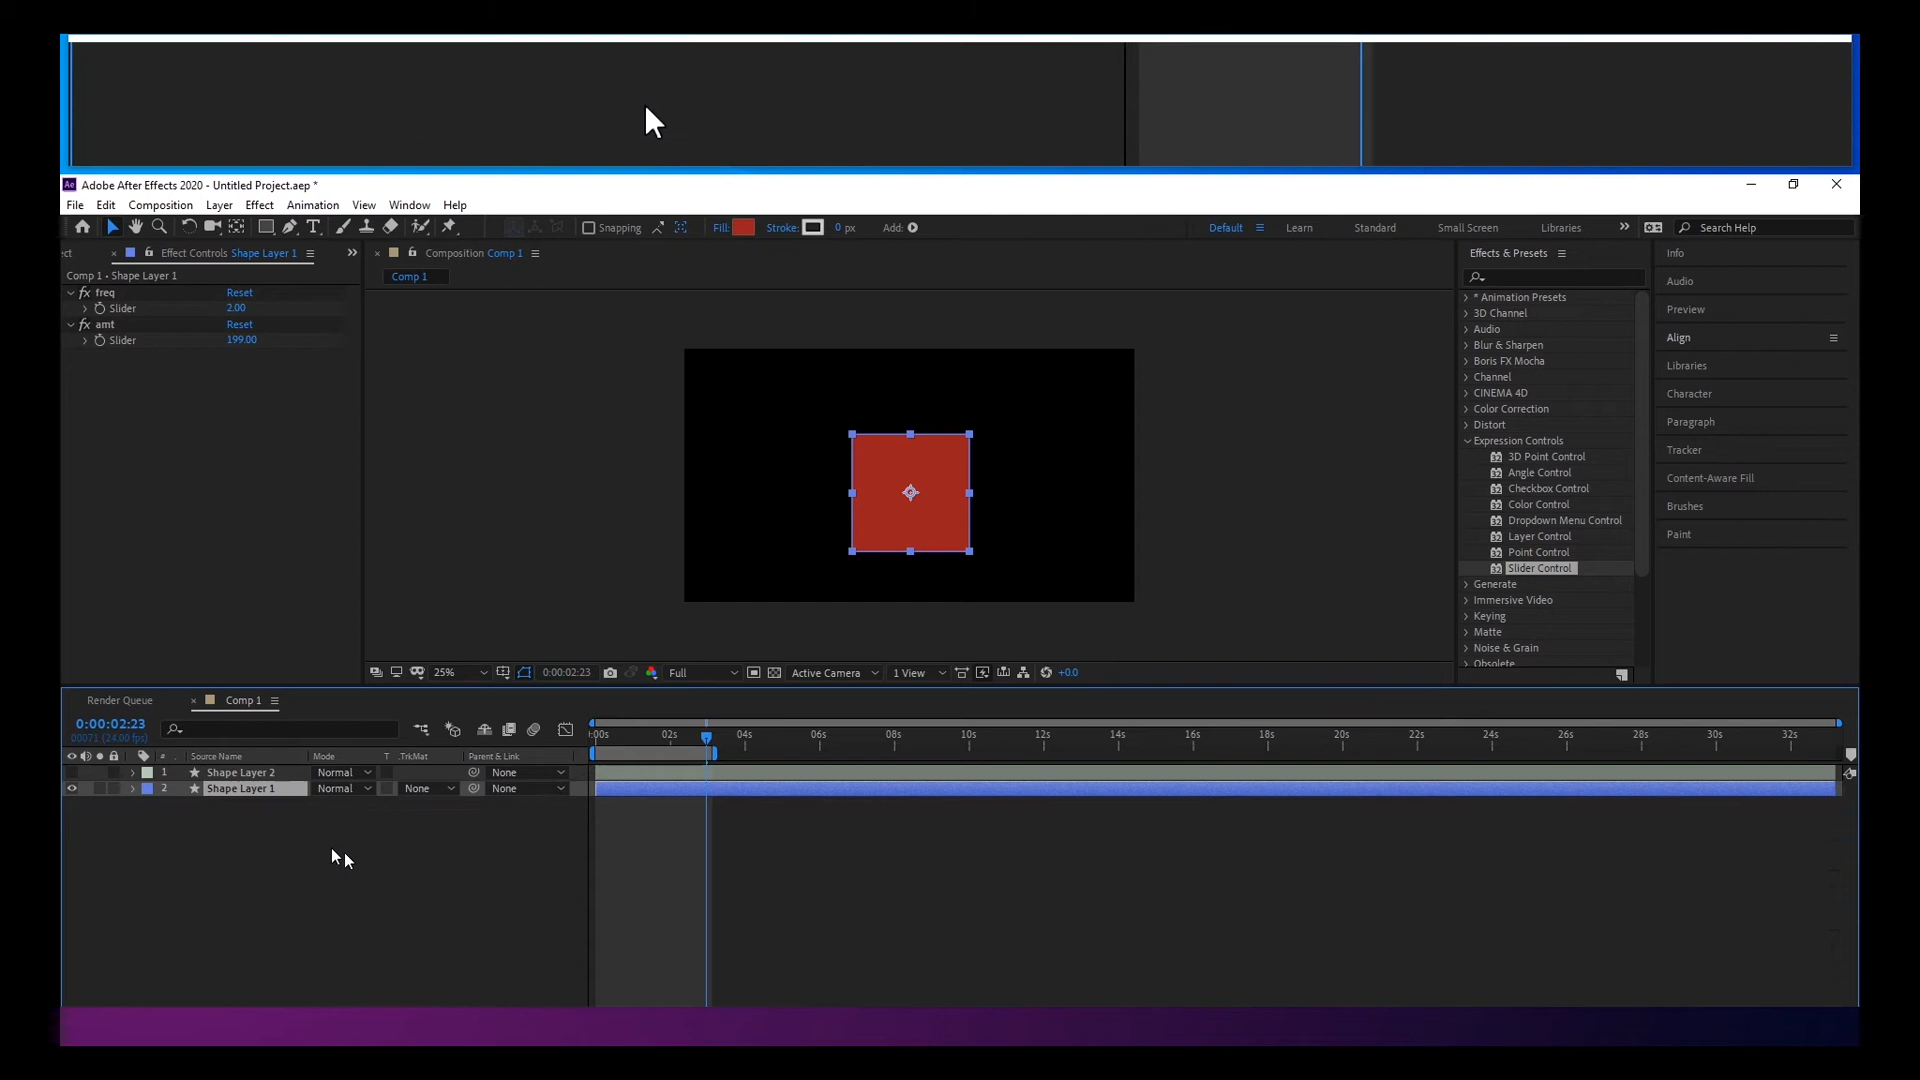 Adobe After Effects 2020 - Untitled Project.aep *
File Edit Composition Layer Effect Animation View Window Help
Snapping Fill: Stroke: 0 px Add: Default Learn Standard Small Screen Libraries Search Help
ct Effect Controls Shape Layer 1
Comp 1 • Shape Layer 1
fx freq Reset
Slider 2.00
fx amt Reset
Slider 199.00
Composition Comp 1
Comp 1
Effects & Presets
* Animation Presets
3D Channel
Audio
Blur & Sharpen
Boris FX Mocha
Channel
CINEMA 4D
Color Correction
Distort
Expression Controls
3D Point Control
Angle Control
Checkbox Control
Color Control
Dropdown Menu Control
Layer Control
Point Control
Slider Control
Generate
Immersive Video
Keying
Matte
Noise & Grain
Obsolete
Info
Audio
Preview
Align
Libraries
Character
Paragraph
Tracker
Content-Aware Fill
Brushes
Paint
25% 0:00:02:23 Full Active Camera 1 View +0.0
Render Queue Comp 1
0:00:02:23
00071 (24.00 fps)
:00s 02s 04s 06s 08s 10s 12s 14s 16s 18s 20s 22s 24s 26s 28s 30s 32s
# Source Name Mode T .TrkMat Parent & Link
1 Shape Layer 2 Normal None
2 Shape Layer 1 Normal None None